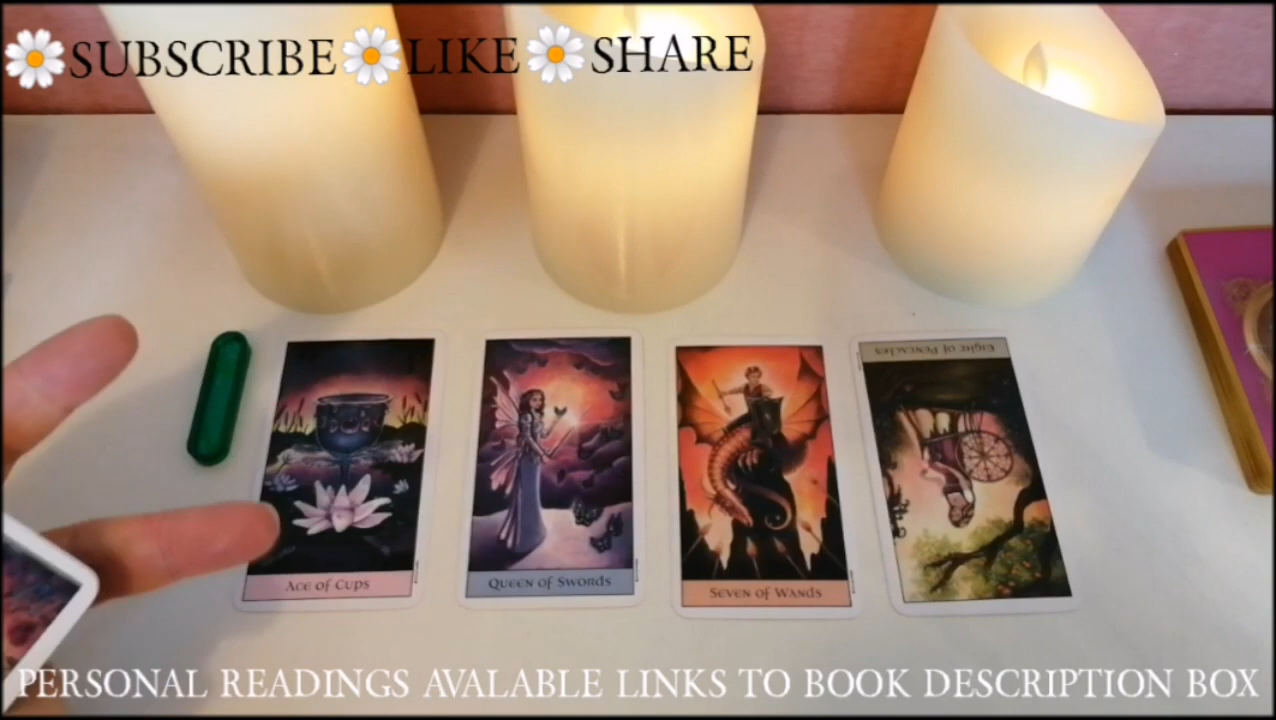 🌼SUBSCRIBE🌼LIKE🌼SHARE
Ace of Cups
Queen of Swords
Seven of Wands
Eight of Pentacles
PERSONAL READINGS AVALABLE LINKS TO BOOK DESCRIPTION BOX